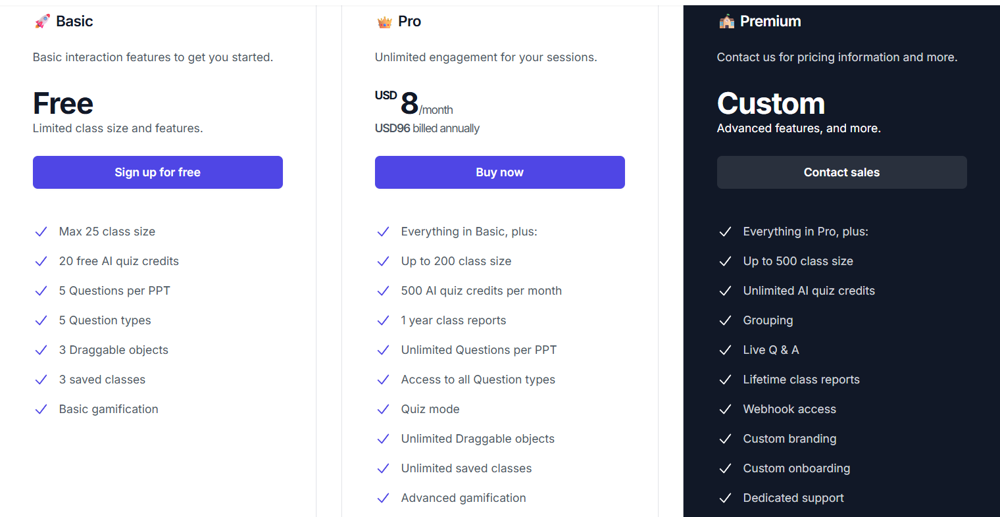 Basic
Basic interaction features to get you started.
Free
Limited class size and features.
Sign up for free
Max 25 class size
20 free AI quiz credits
5 Questions per PPT
5 Question types
3 Draggable objects
3 saved classes
Basic gamification
Pro
Unlimited engagement for your sessions.
USD 8/month
USD96 billed annually
Buy now
Everything in Basic, plus:
Up to 200 class size
500 AI quiz credits per month
1 year class reports
Unlimited Questions per PPT
Access to all Question types
Quiz mode
Unlimited Draggable objects
Unlimited saved classes
Advanced gamification
Premium
Contact us for pricing information and more.
Custom
Advanced features, and more.
Contact sales
Everything in Pro, plus:
Up to 500 class size
Unlimited AI quiz credits
Grouping
Live Q & A
Lifetime class reports
Webhook access
Custom branding
Custom onboarding
Dedicated support